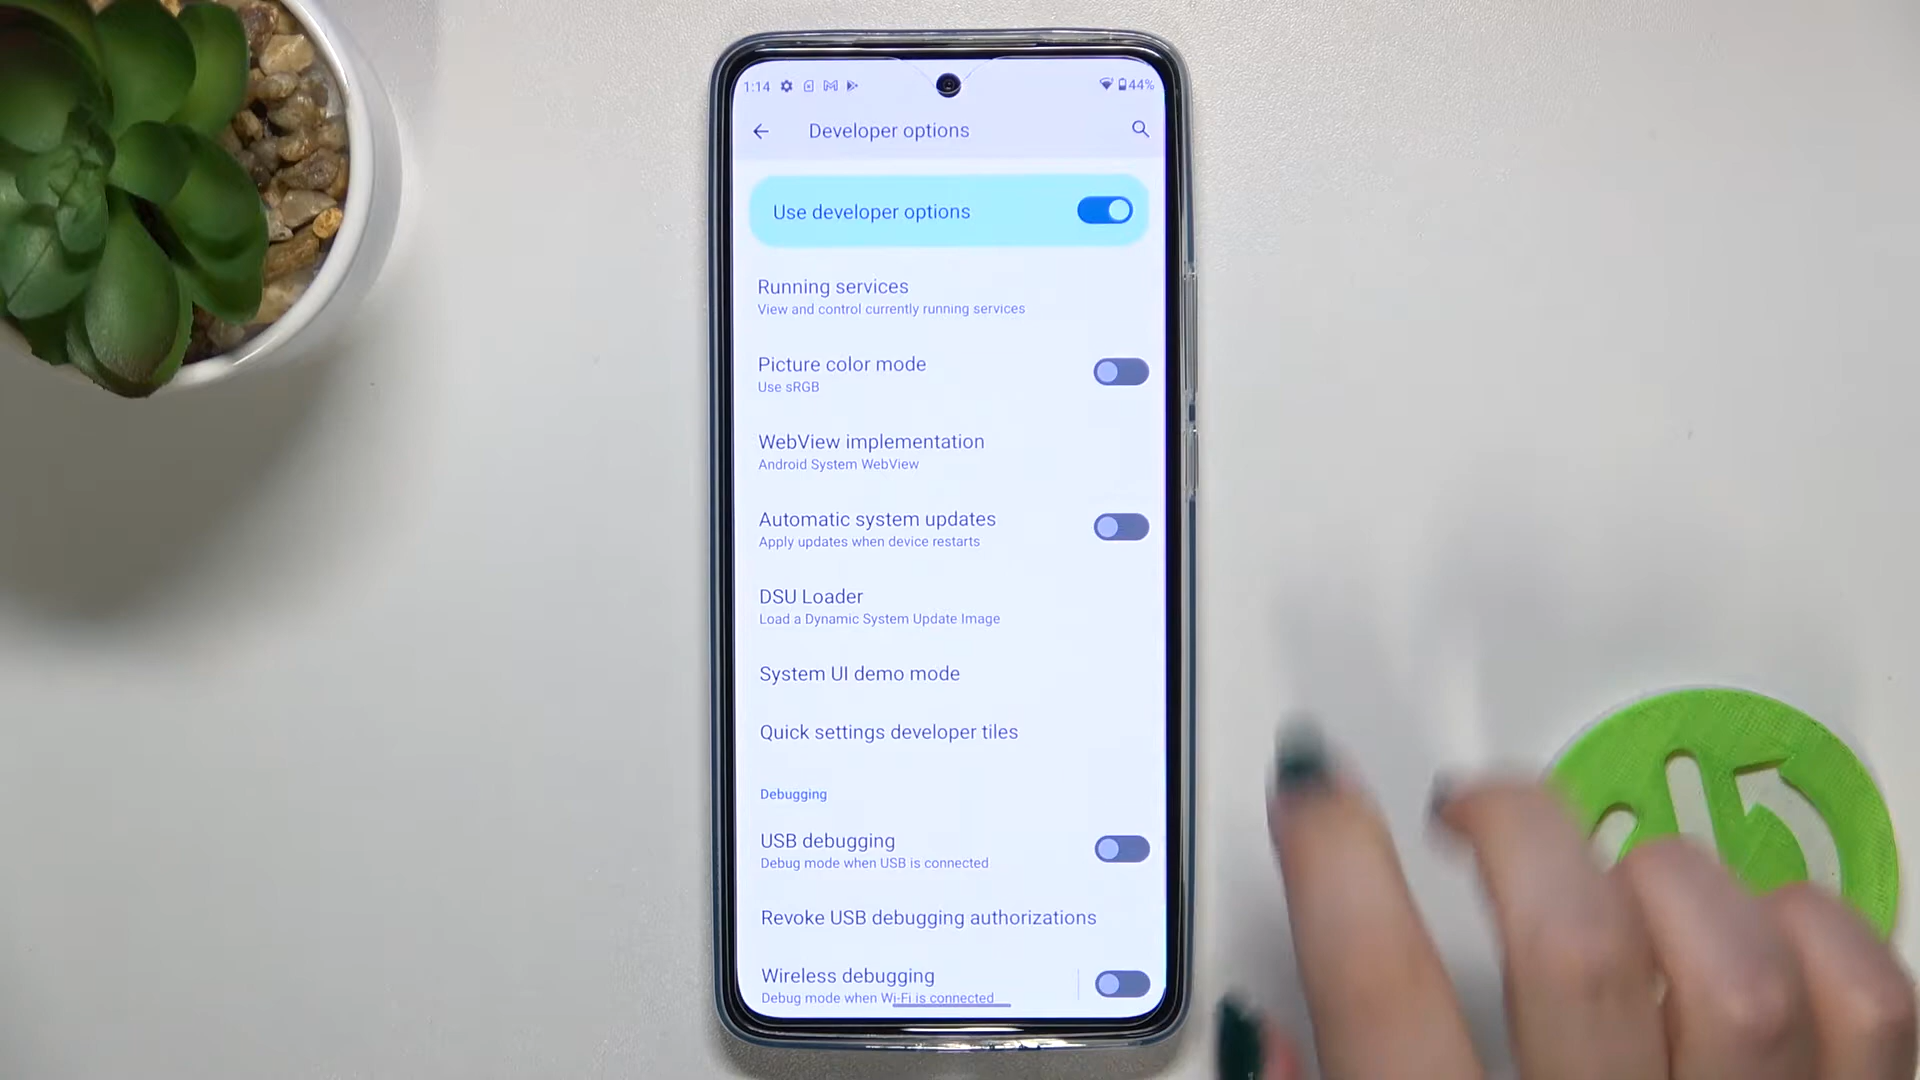 1:14 44%
Developer options
Use developer options
Running services
View and control currently running services
Picture color mode
Use sRGB
WebView implementation
Android System WebView
Automatic system updates
Apply updates when device restarts
DSU Loader
Load a Dynamic System Update Image
System UI demo mode
Quick settings developer tiles
Debugging
USB debugging
Debug mode when USB is connected
Revoke USB debugging authorizations
Wireless debugging
Debug mode when Wi-Fi is connected